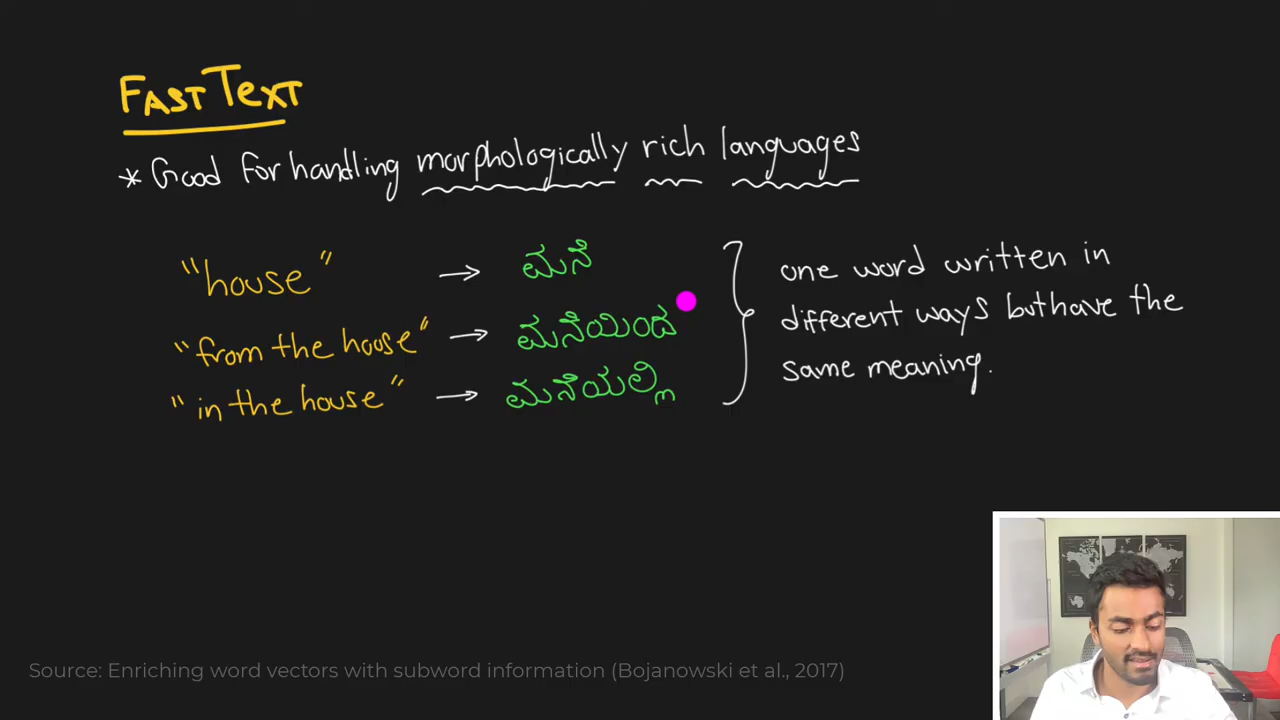 FAST TEXT
* Good for handling morphologically rich languages
"house" → ಮನೆ
"from the house" → ಮನೆಯಿಂದ
"in the house" → ಮನೆಯಲ್ಲಿ
one word written in
different ways but have the
same meaning.
Source: Enriching word vectors with subword information (Bojanowski et al., 2017)